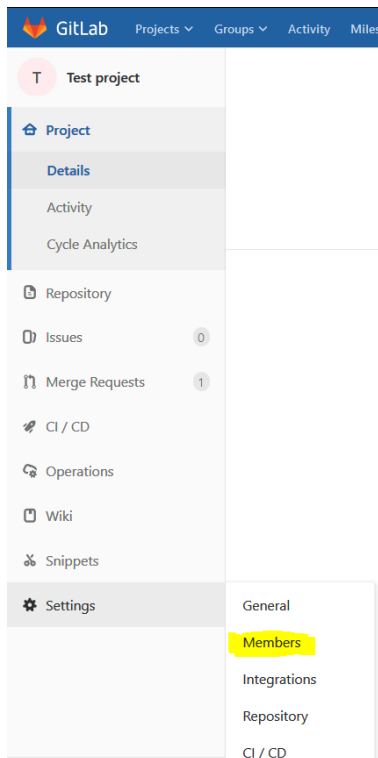 GitLab Projects Groups Activity Miles
T Test project
Project
Details
Activity
Cycle Analytics
Repository
Issues 0
Merge Requests 1
CI / CD
Operations
Wiki
Snippets
Settings
General
Members
Integrations
Repository
CI / CD